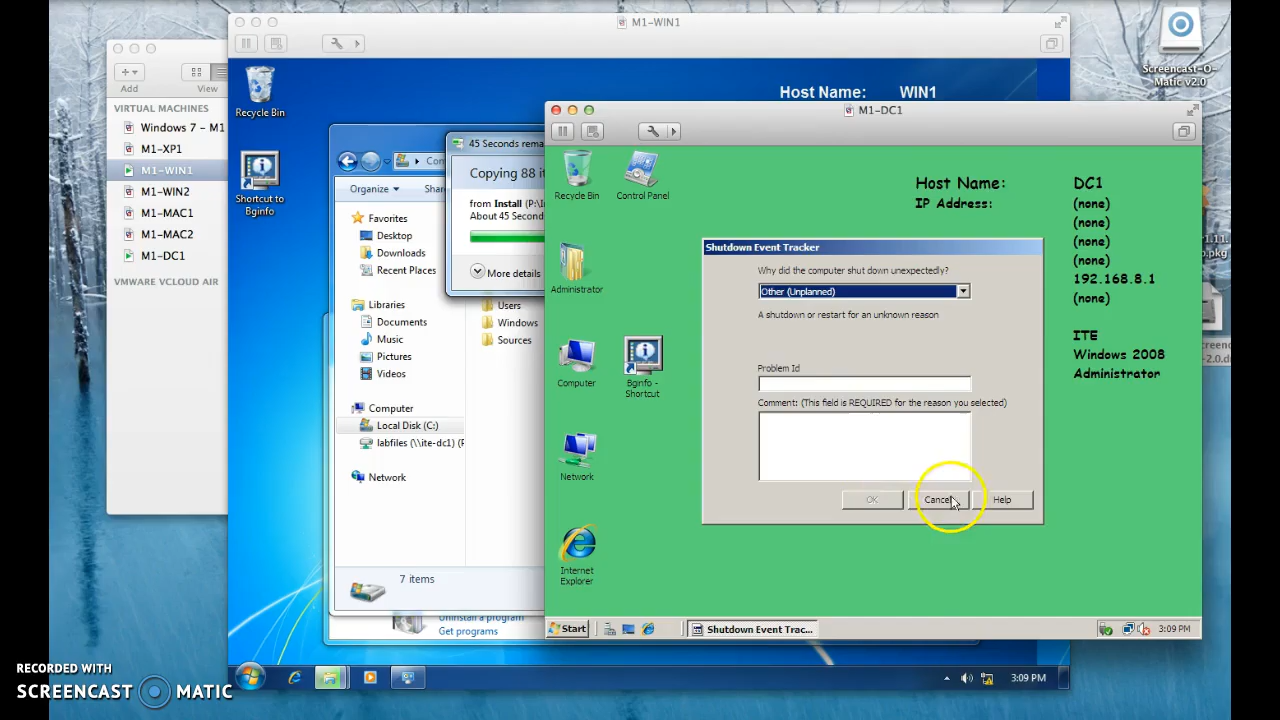 M1-WIN1
Add
View
VIRTUAL MACHINES
Windows 7 - M1
M1-XP1
M1-WIN1
M1-WIN2
M1-MAC1
M1-MAC2
M1-DC1
VMWARE VCLOUD AIR
Recycle Bin
Shortcut to
Bginfo
Host Name: WIN1
Organize
Favorites
Desktop
Downloads
Recent Places
Libraries
Documents
Music
Pictures
Videos
Computer
Local Disk (C:)
labfiles (\\ite-dc1) (P
Network
45 Seconds rema
Copying 88 it
from Install (P:\In
About 45 Second
More details
Users
Windows
Sources
7 items
Uninstall a program
Get programs
3:09 PM
M1-DC1
Recycle Bin
Control Panel
Administrator
Computer
Bginfo -
Shortcut
Network
Internet
Explorer
Host Name: DC1
IP Address: (none)
(none)
(none)
(none)
192.168.8.1
(none)
ITE
Windows 2008
Administrator
Shutdown Event Tracker
Why did the computer shut down unexpectedly?
Other (Unplanned)
A shutdown or restart for an unknown reason
Problem Id
Comment: (This field is REQUIRED for the reason you selected)
OK
Cancel
Help
Start
Shutdown Event Trac...
3:09 PM
Screencast-O-
Matic v2.0
RECORDED WITH
SCREENCAST MATIC